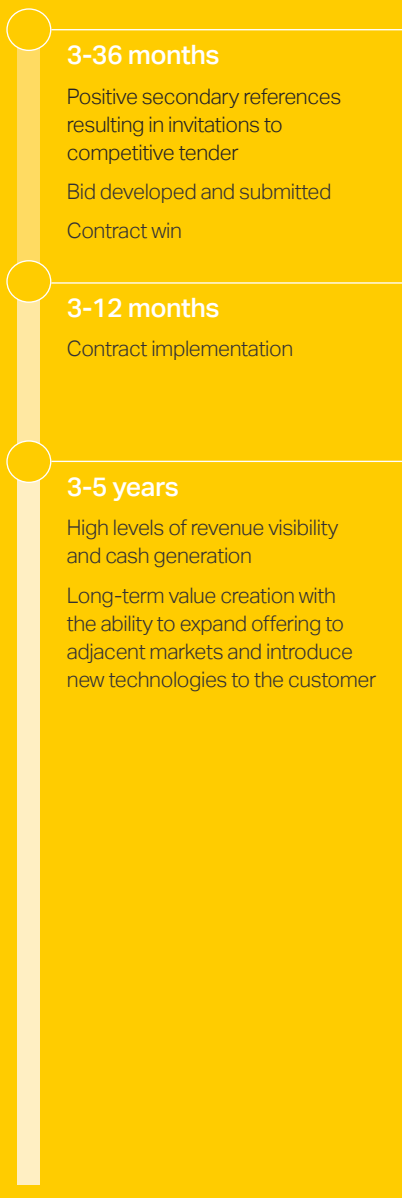 3-36 months
Positive secondary references
resulting in invitations to
competitive tender
Bid developed and submitted
Contract win
3-12 months
Contract implementation
3-5 years
High levels of revenue visibility
and cash generation
Long-term value creation with
the ability to expand offering to
adjacent markets and introduce
new technologies to the customer